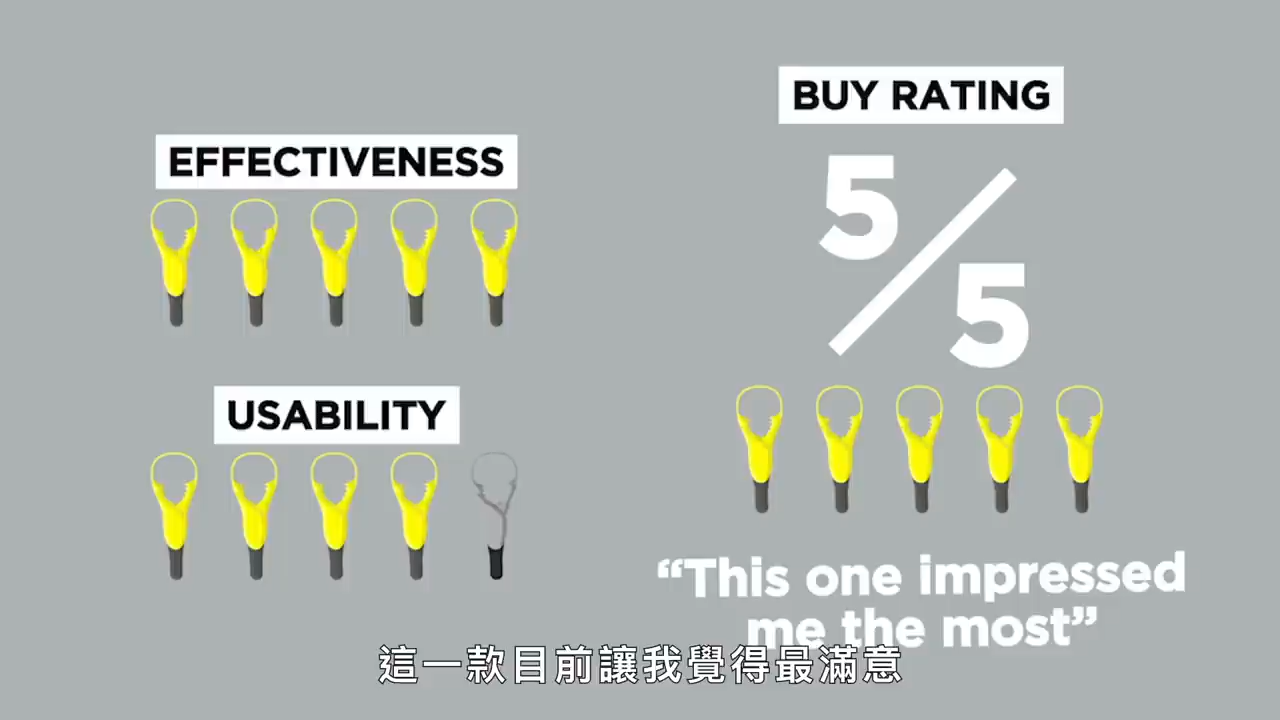 EFFECTIVENESS
USABILITY
BUY RATING
5/5
“This one impressed
me the most”
這一款目前讓我覺得最滿意